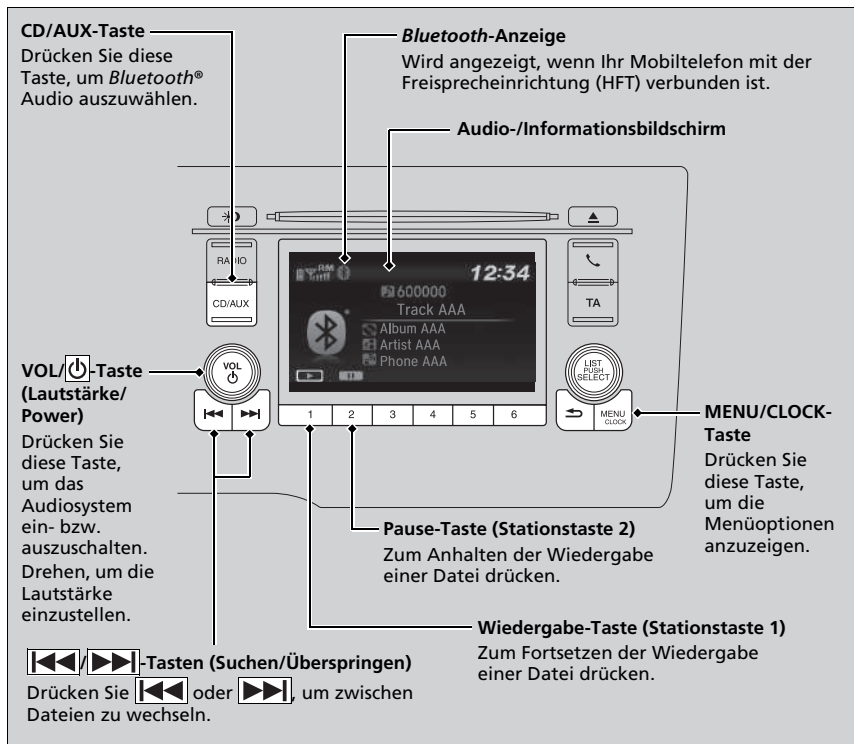 CD/AUX-Taste
Drücken Sie diese
Taste, um Bluetooth®
Audio auszuwählen.
Bluetooth-Anzeige
Wird angezeigt, wenn Ihr Mobiltelefon mit der
Freisprecheinrichtung (HFT) verbunden ist.
Audio-/Informationsbildschirm
RADIO
CD/AUX
RM
12:34
600000
Track AAA
Album AAA
Artist AAA
Phone AAA
TA
VOL
LIST
PUSH
SELECT
1 2 3 4 5 6
MENU
CLOCK
VOL/⏻-Taste
(Lautstärke/
Power)
Drücken Sie
diese Taste,
um das
Audiosystem
ein- bzw.
auszuschalten.
Drehen, um die
Lautstärke
einzustellen.
MENU/CLOCK-
Taste
Drücken Sie
diese Taste,
um die
Menüoptionen
anzuzeigen.
Pause-Taste (Stationstaste 2)
Zum Anhalten der Wiedergabe
einer Datei drücken.
Wiedergabe-Taste (Stationstaste 1)
Zum Fortsetzen der Wiedergabe
einer Datei drücken.
⏮/⏭-Tasten (Suchen/Überspringen)
Drücken Sie ⏮ oder ⏭, um zwischen
Dateien zu wechseln.